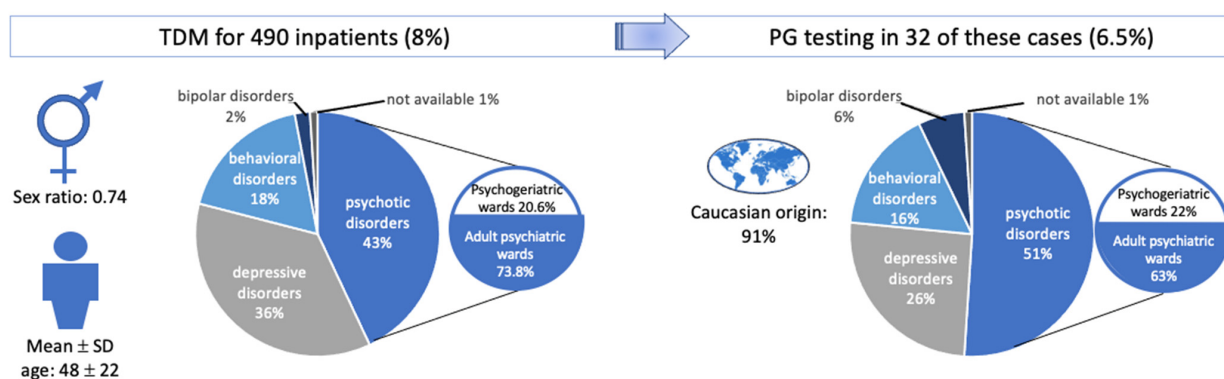 TDM for 490 inpatients (8%)
PG testing in 32 of these cases (6.5%)
Sex ratio: 0.74
Mean ± SD
age: 48 ± 22
bipolar disorders
2%
not available 1%
behavioral
disorders
18%
psychotic
disorders
43%
depressive
disorders
36%
Psychogeriatric
wards 20.6%
Adult psychiatric
wards
73.8%
Caucasian origin:
91%
bipolar disorders
6%
not available 1%
behavioral
disorders
16%
psychotic
disorders
51%
depressive
disorders
26%
Psychogeriatric
wards 22%
Adult psychiatric
wards
63%